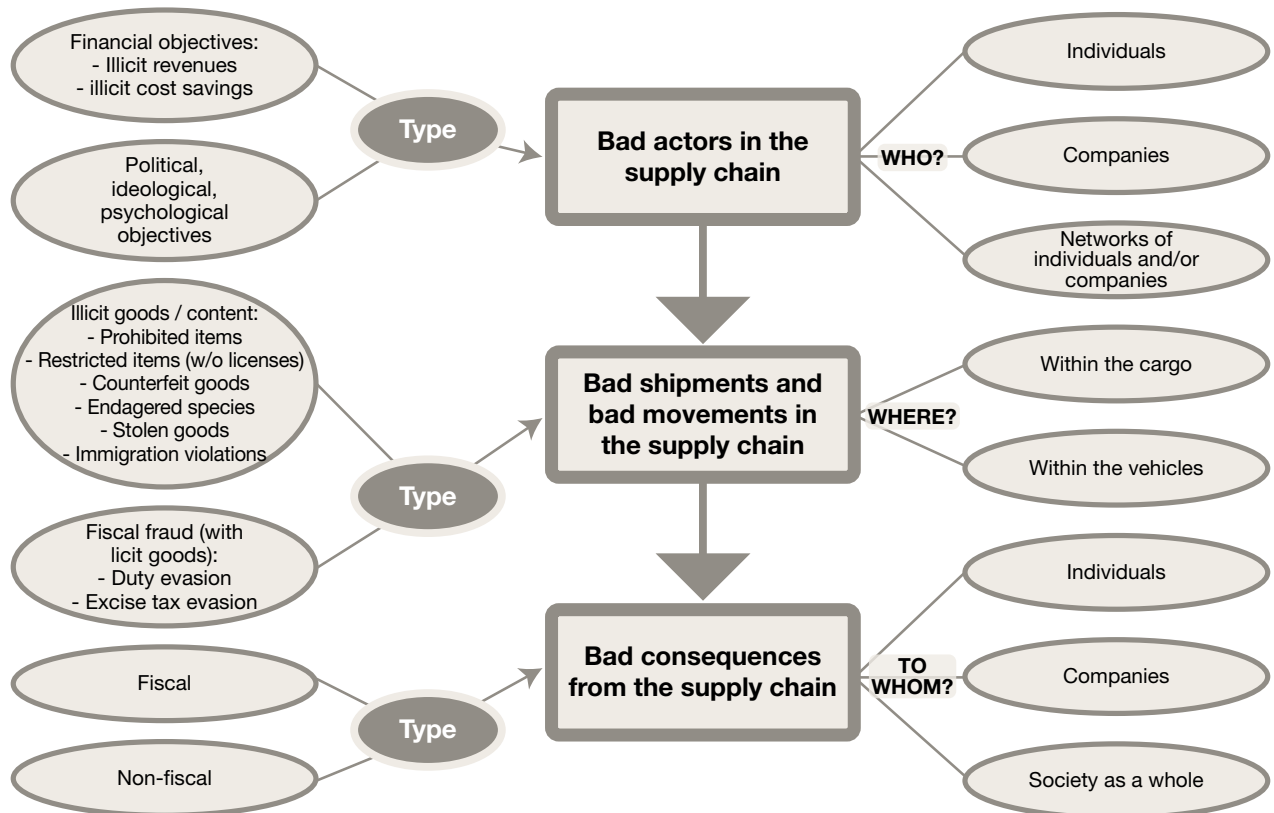 Financial objectives:
- Illicit revenues
- illicit cost savings
Type
Political,
ideological,
psychological
objectives
Bad actors in the
supply chain
WHO?
Individuals
Companies
Networks of
individuals and/or
companies
Illicit goods / content:
- Prohibited items
- Restricted items (w/o licenses)
- Counterfeit goods
- Endagered species
- Stolen goods
- Immigration violations
Type
Fiscal fraud (with
licit goods):
- Duty evasion
- Excise tax evasion
Bad shipments and
bad movements in
the supply chain
WHERE?
Within the cargo
Within the vehicles
Fiscal
Type
Non-fiscal
Bad consequences
from the supply chain
TO
WHOM?
Individuals
Companies
Society as a whole